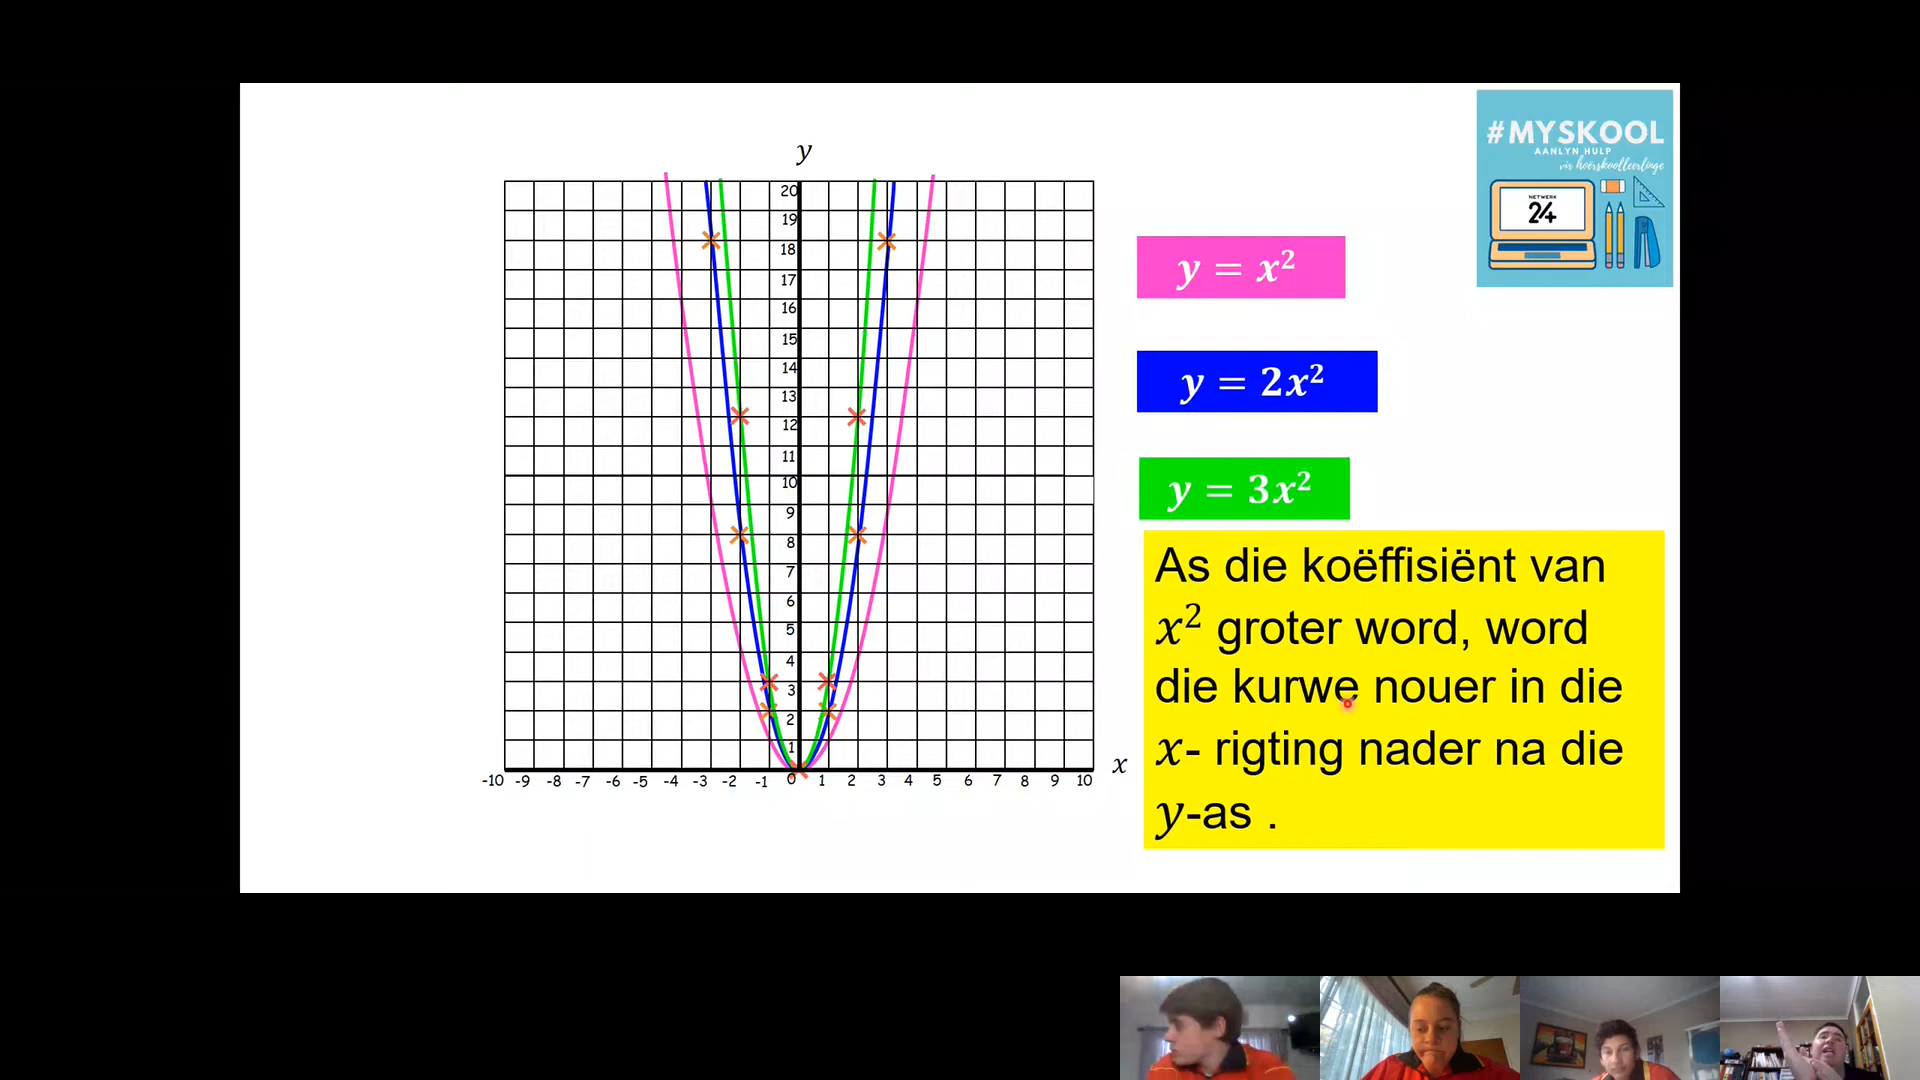 #MYSKOOL
AANLYN HULP
vir hoërskoolleerlinge
NETWERK
24
y
20
19
18
17
16
15
14
13
12
11
10
9
8
7
6
5
4
3
2
1
-10 -9 -8 -7 -6 -5 -4 -3 -2 -1 0 1 2 3 4 5 6 7 8 9 10
x
y = x²
y = 2x²
y = 3x²
As die koëffisiënt van
x² groter word, word
die kurwe nouer in die
x- rigting nader na die
y-as .